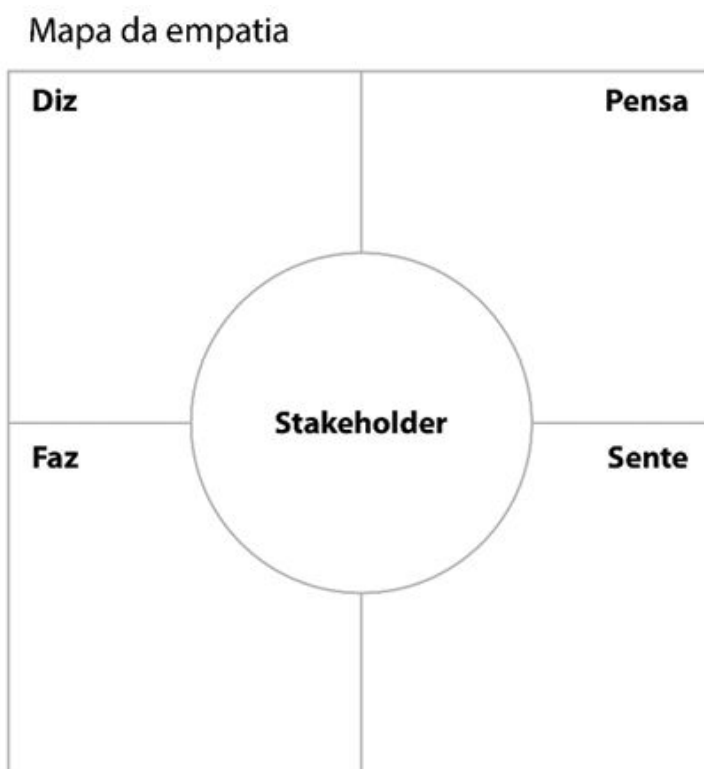 Mapa da empatia
Diz
Pensa
Stakeholder
Faz
Sente